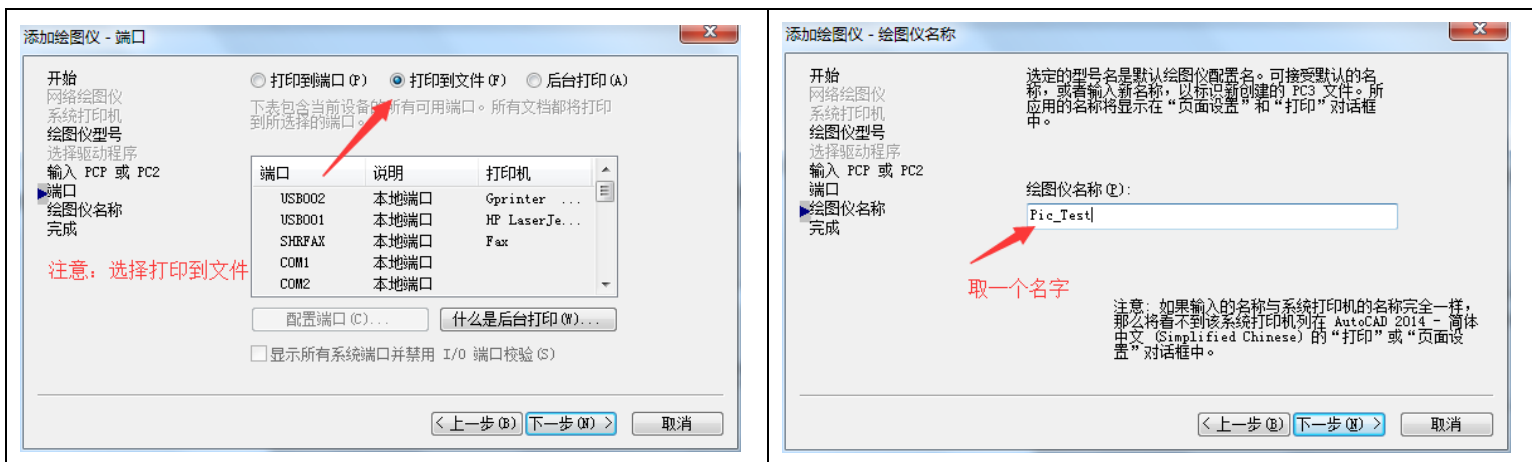 添加绘图仪 - 端口
开始
网络绘图仪
系统打印机
绘图仪型号
选择驱动程序
输入 PCP 或 PC2
端口
绘图仪名称
完成
注意：选择打印到文件
打印到端口(P) 打印到文件(F) 后台打印(A)
下表包含当前设备的所有可用端口。所有文档都将打印
到所选择的端口。
端口 说明 打印机
USB002 本地端口 Gprinter ...
USB001 本地端口 HP LaserJe...
SHRFAX 本地端口 Fax
COM1 本地端口
COM2 本地端口
配置端口(C)... 什么是后台打印(W)...
显示所有系统端口并禁用 I/O 端口校验(S)
< 上一步(B) 下一步(N) > 取消
添加绘图仪 - 绘图仪名称
开始
网络绘图仪
系统打印机
绘图仪型号
选择驱动程序
输入 PCP 或 PC2
端口
绘图仪名称
完成
选定的型号名是默认绘图仪配置名。可接受默认的名
称，或者输入新名称，以标识新创建的 PC3 文件。所
应用的名称将显示在“页面设置”和“打印”对话框
中。
绘图仪名称(P):
Pic_Test
取一个名字
注意: 如果输入的名称与系统打印机的名称完全一样，
那么将看不到该系统打印机列在 AutoCAD 2014 - 简体
中文 (Simplified Chinese) 的“打印”或“页面设
置”对话框中。
< 上一步(B) 下一步(N) > 取消